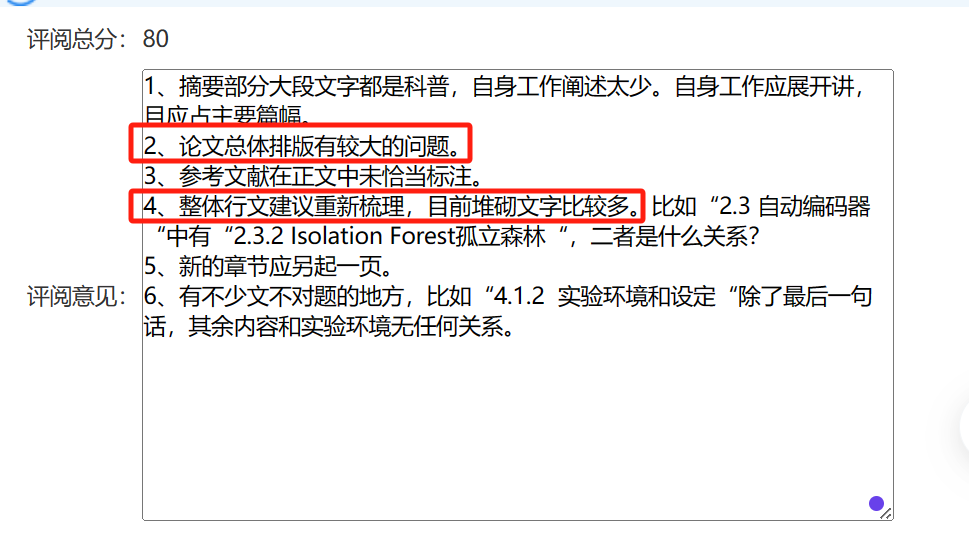 评阅总分: 80
1、摘要部分大段文字都是科普，自身工作阐述太少。自身工作应展开讲，
且应占主要篇幅。
2、论文总体排版有较大的问题。
3、参考文献在正文中未恰当标注。
4、整体行文建议重新梳理，目前堆砌文字比较多。比如“2.3 自动编码器
“中有“2.3.2 Isolation Forest孤立森林“，二者是什么关系?
5、新的章节应另起一页。
评阅意见:
6、有不少文不对题的地方，比如“4.1.2 实验环境和设定“除了最后一句
话，其余内容和实验环境无任何关系。